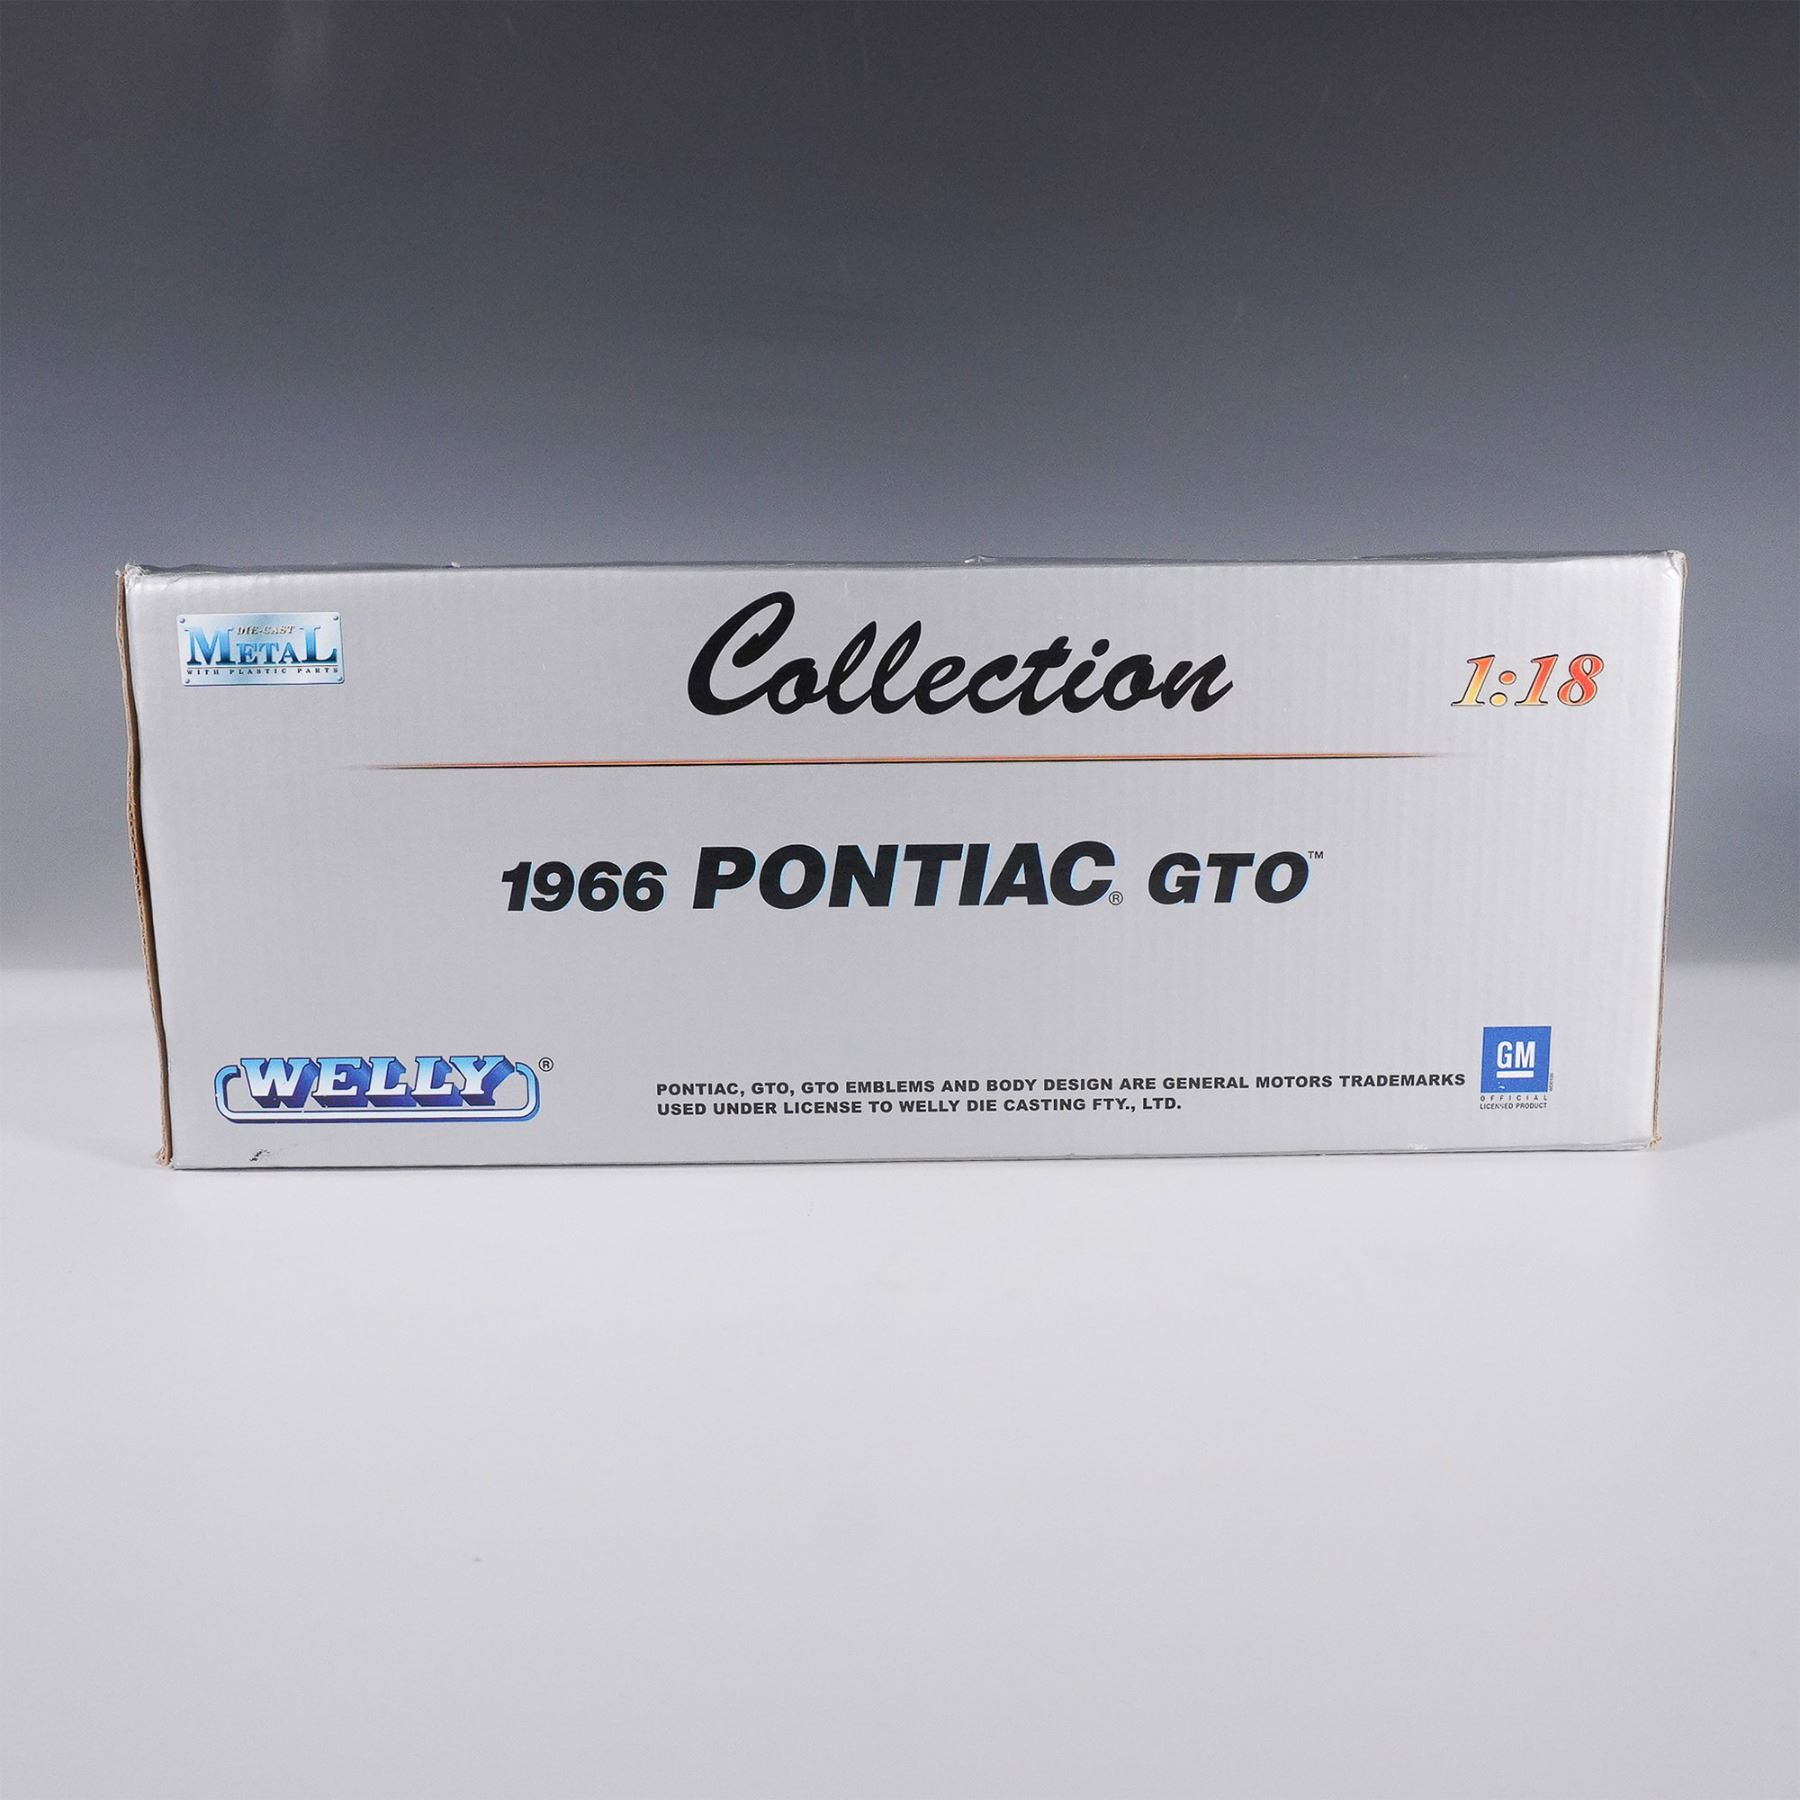 DIE-CAST
METAL
WITH PLASTIC PARTS
Collection
1:18
1966 PONTIAC® GTO™
WELLY®
PONTIAC, GTO, GTO EMBLEMS AND BODY DESIGN ARE GENERAL MOTORS TRADEMARKS
USED UNDER LICENSE TO WELLY DIE CASTING FTY., LTD.
GM
OFFICIAL
LICENSED PRODUCT